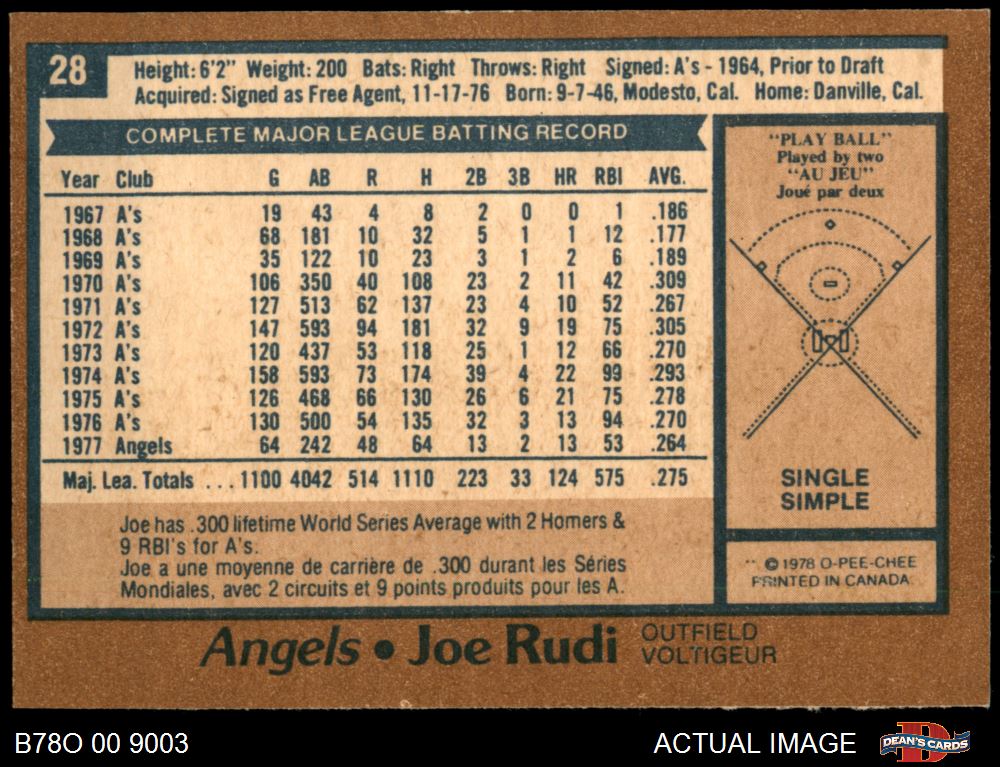 28
Height: 6'2" Weight: 200 Bats: Right Throws: Right Signed: A's - 1964, Prior to Draft
Acquired: Signed as Free Agent, 11-17-76 Born: 9-7-46, Modesto, Cal. Home: Danville, Cal.
COMPLETE MAJOR LEAGUE BATTING RECORD
Year Club G AB R H 2B 3B HR RBI AVG.
1967 A's 19 43 4 8 2 0 0 1 .186
1968 A's 68 181 10 32 5 1 1 12 .177
1969 A's 35 122 10 23 3 1 2 6 .189
1970 A's 106 350 40 108 23 2 11 42 .309
1971 A's 127 513 62 137 23 4 10 52 .267
1972 A's 147 593 94 181 32 9 19 75 .305
1973 A's 120 437 53 118 25 1 12 66 .270
1974 A's 158 593 73 174 39 4 22 99 .293
1975 A's 126 468 66 130 26 6 21 75 .278
1976 A's 130 500 54 135 32 3 13 94 .270
1977 Angels 64 242 48 64 13 2 13 53 .264
Maj. Lea. Totals ... 1100 4042 514 1110 223 33 124 575 .275
Joe has .300 lifetime World Series Average with 2 Homers &
9 RBI's for A's.
Joe a une moyenne de carrière de .300 durant les Séries
Mondiales, avec 2 circuits et 9 points produits pour les A.
"PLAY BALL"
Played by two
"AU JEU"
Joué par deux
SINGLE
SIMPLE
© 1978 O-PEE-CHEE
PRINTED IN CANADA
Angels • Joe Rudi
OUTFIELD
VOLTIGEUR
B78O 00 9003
ACTUAL IMAGE
DEAN'S CARDS